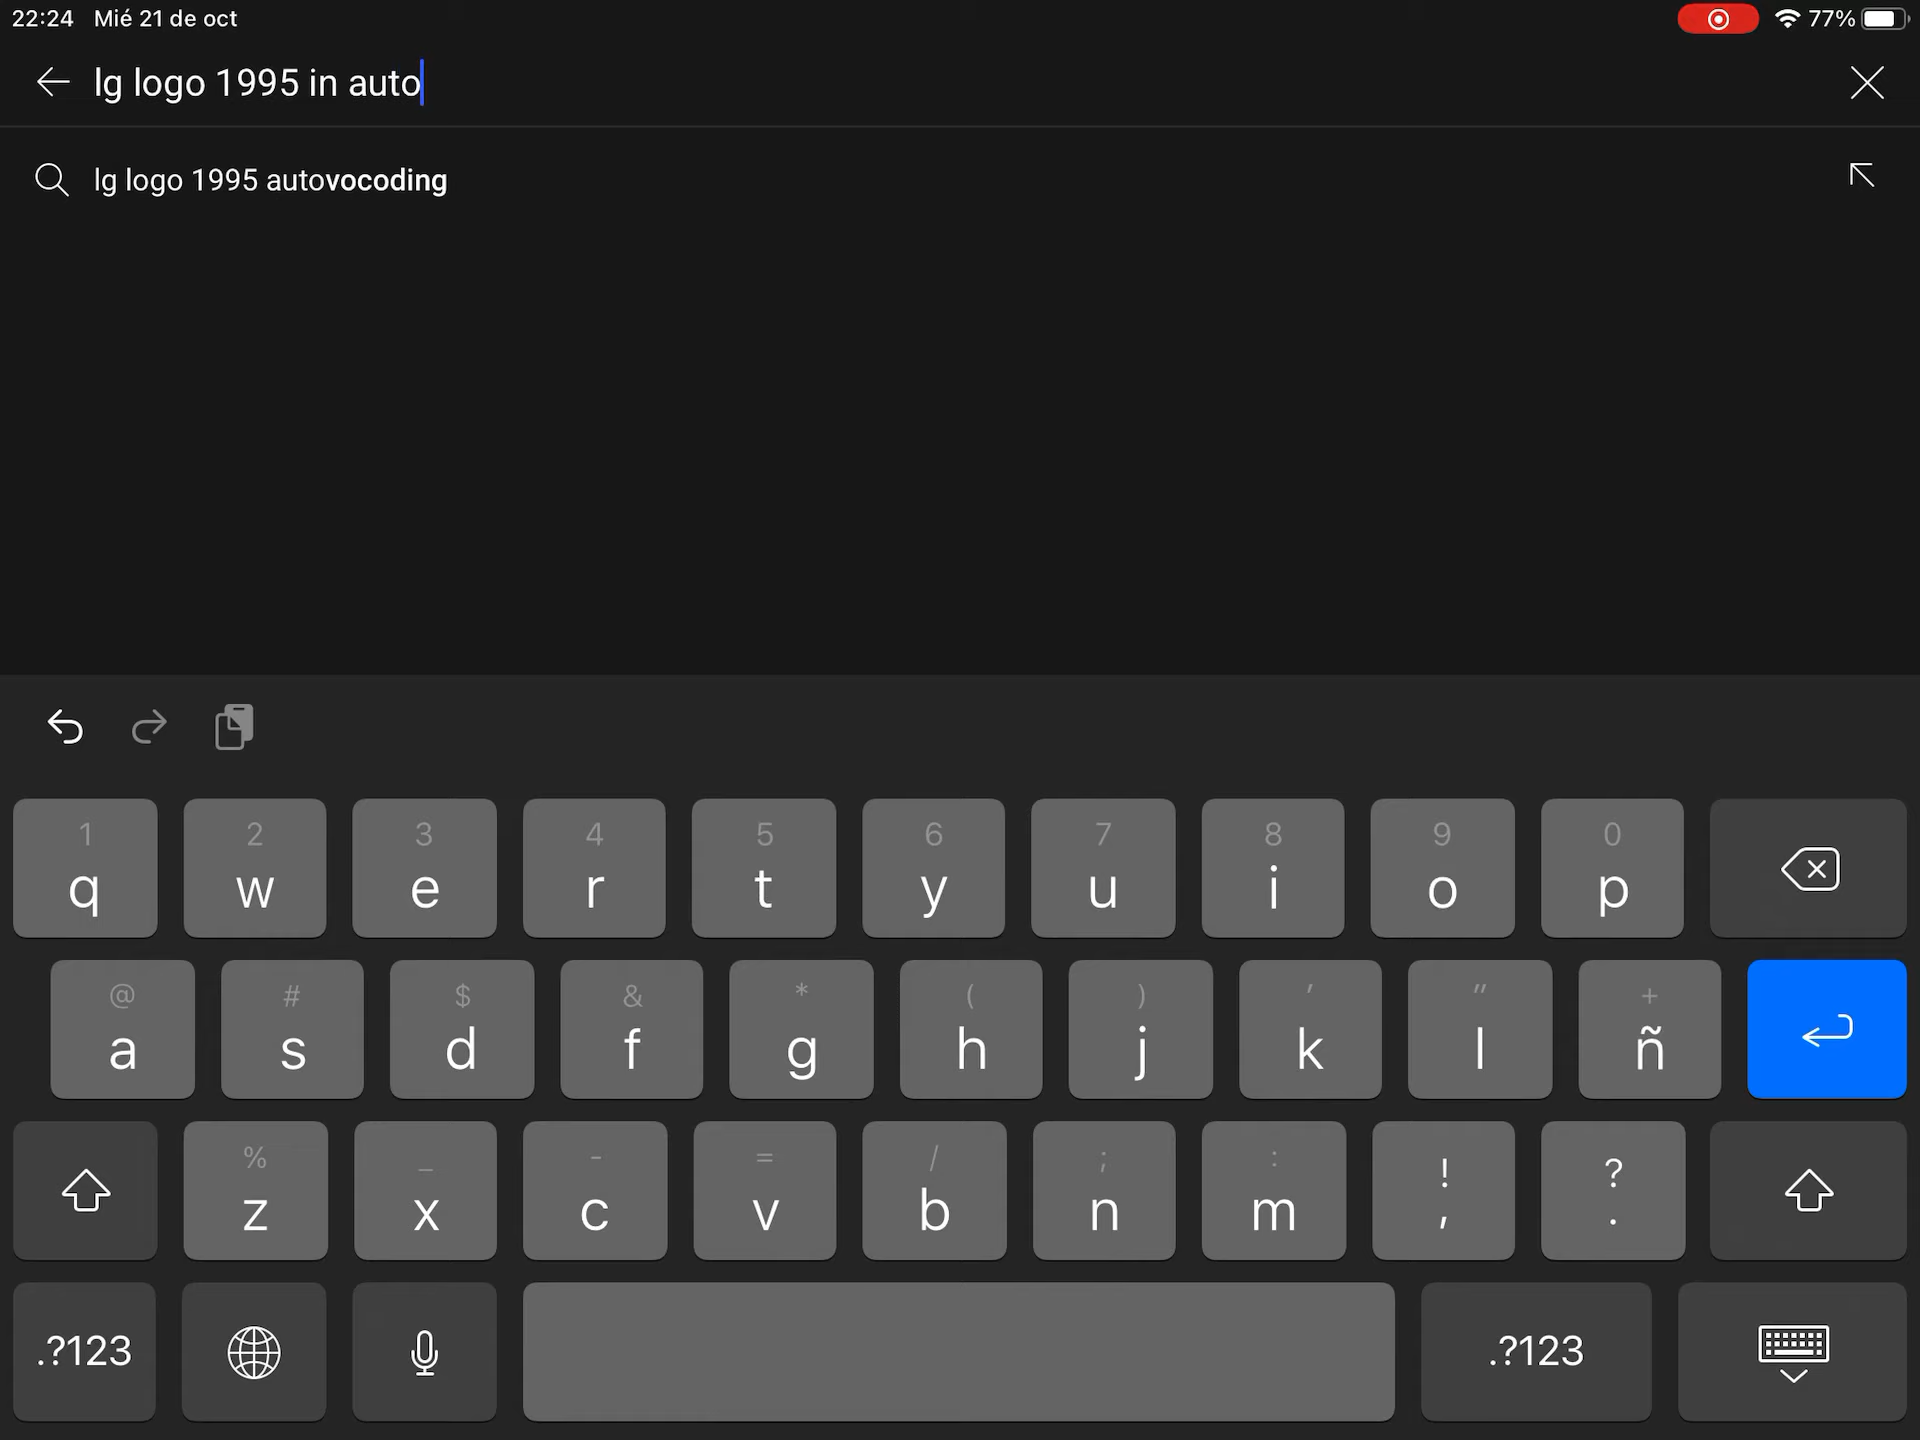 22:24 Mié 21 de oct 77%
lg logo 1995 in auto
lg logo 1995 autovocoding
1 2 3 4 5 6 7 8 9 0
q w e r t y u i o p
@ # $ & * ( ) ' " +
a s d f g h j k l ñ
% _ - = / ; : ! ?
z x c v b n m , .
.?123 .?123